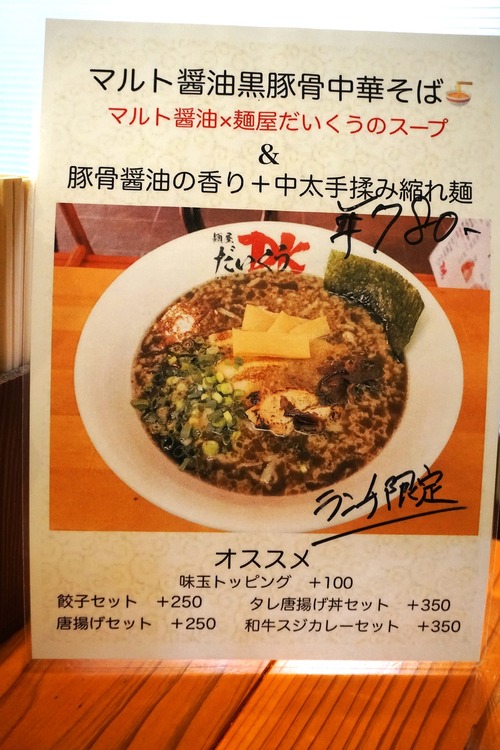 マルト醤油黒豚骨中華そば🍜
マルト醤油×麺屋だいくうのスープ
&
豚骨醤油の香り＋中太手揉み縮れ麺
¥780-
麺屋
だいくう
DK
ランチ限定
オススメ
味玉トッピング ＋100
餃子セット ＋250 タレ唐揚げ丼セット ＋350
唐揚げセット ＋250 和牛スジカレーセット ＋350